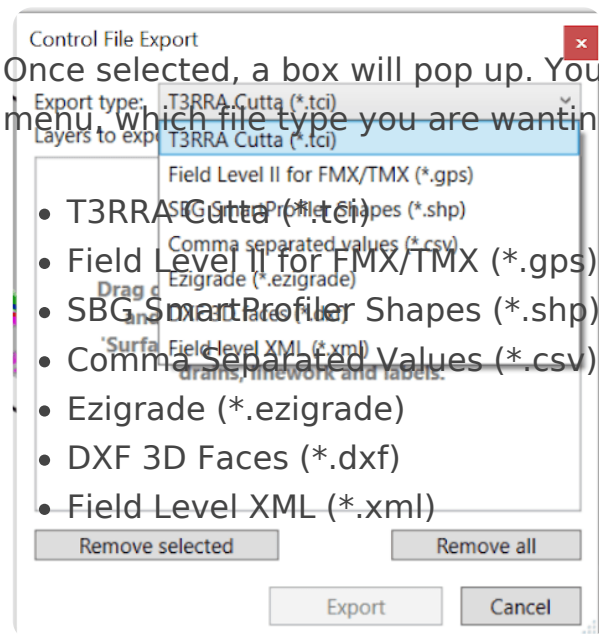 Control File Export
Once selected, a box will pop up. You
Export type: T3RRA Cutta (*.tci)
menu, which file type you are wantin
Layers to expo
T3RRA Cutta (*.tci)
Field Level II for FMX/TMX (*.gps)
SBG SmartProfiler Shapes (*.shp)
• T3RRA Cutta (*.tci)
Comma separated values (*.csv)
• Field Level II for FMX/TMX (*.gps)
Ezigrade (*.ezigrade)
Drag
• SBG SmartProfiler Shapes (*.shp)
DXF 3D faces (*.dxf)
and
'Surfa
Field level XML (*.xml)
• Comma Separated Values (*.csv)
drains, linework and labels.
• Ezigrade (*.ezigrade)
• DXF 3D Faces (*.dxf)
• Field Level XML (*.xml)
Remove selected Remove all
Export Cancel